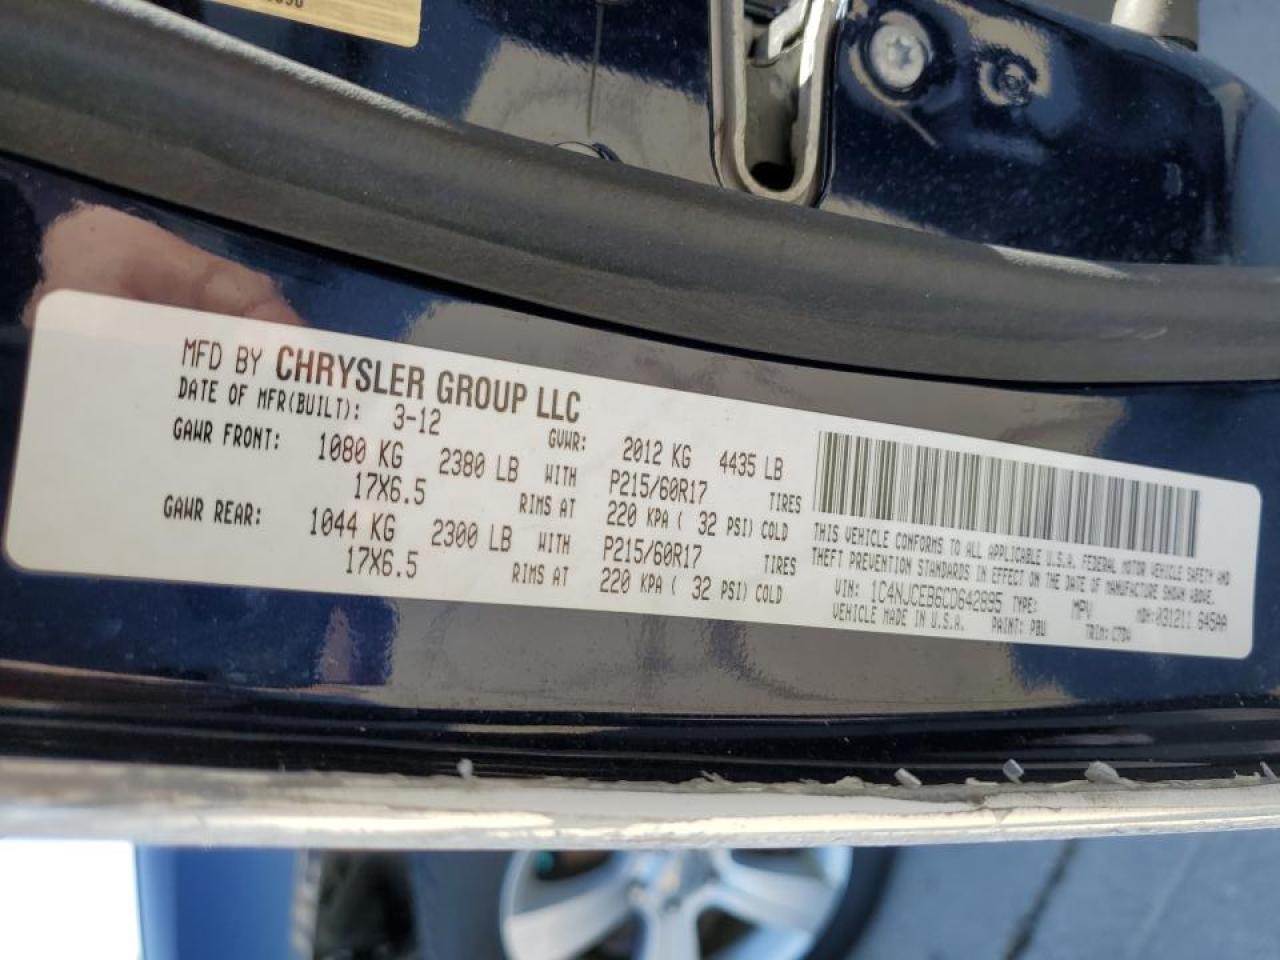 MFD BY CHRYSLER GROUP LLC
DATE OF MFR(BUILT): 3-12 GVWR: 2012 KG 4435 LB
GAWR FRONT: 1080 KG 2380 LB WITH P215/60R17 TIRES
17X6.5 RIMS AT 220 KPA ( 32 PSI) COLD
GAWR REAR: 1044 KG 2300 LB WITH P215/60R17 TIRES
17X6.5 RIMS AT 220 KPA ( 32 PSI) COLD
THIS VEHICLE CONFORMS TO ALL APPLICABLE U.S.A. FEDERAL MOTOR VEHICLE SAFETY AND
THEFT PREVENTION STANDARDS IN EFFECT ON THE DATE OF MANUFACTURE SHOWN ABOVE.
VIN: 1C4NJCEB6CD642895 TYPE: MPV MDH:031211 645AA
VEHICLE MADE IN U.S.A. PAINT: PBU TRIM: